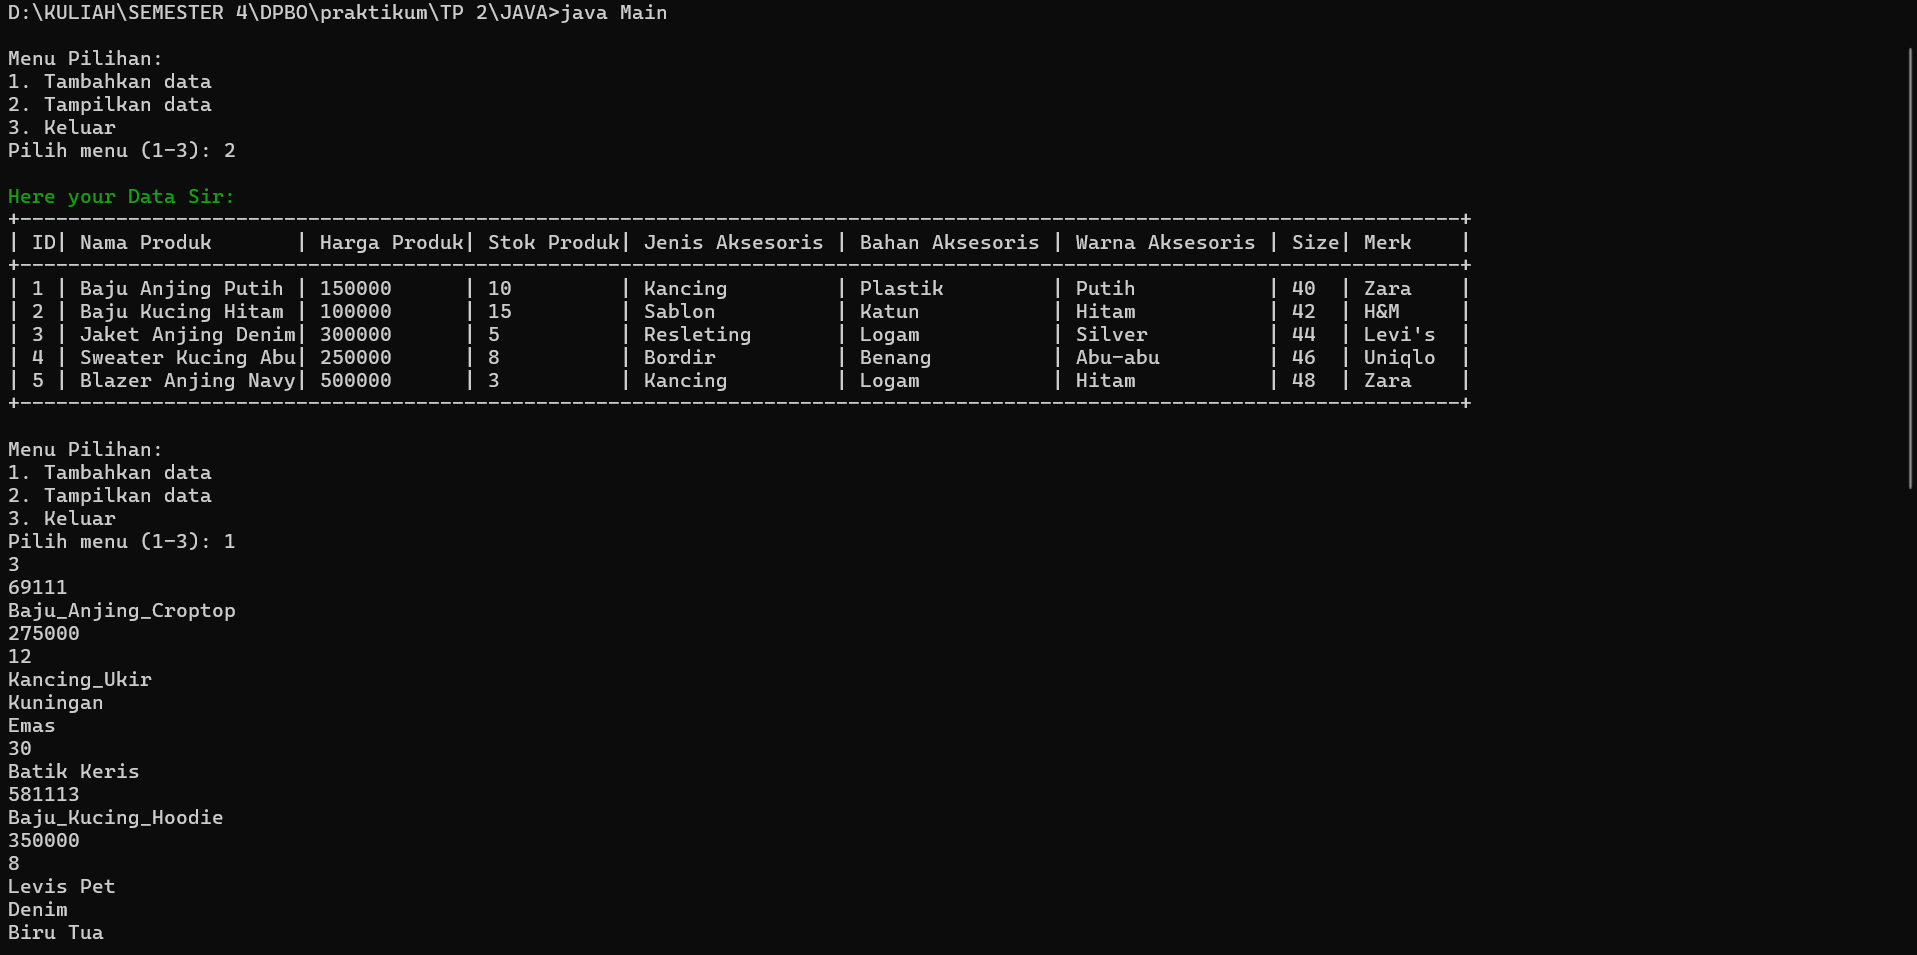 D:\KULIAH\SEMESTER 4\DPBO\praktikum\TP 2\JAVA>java Main
Menu Pilihan:
1. Tambahkan data
2. Tampilkan data
3. Keluar
Pilih menu (1-3): 2
Here your Data Sir:
+------------------------------------------------------------------------------------------------------------------------+
| ID| Nama Produk       | Harga Produk| Stok Produk| Jenis Aksesoris | Bahan Aksesoris | Warna Aksesoris | Size| Merk    |
+------------------------------------------------------------------------------------------------------------------------+
| 1 | Baju Anjing Putih | 150000      | 10         | Kancing         | Plastik         | Putih           | 40  | Zara    |
| 2 | Baju Kucing Hitam | 100000      | 15         | Sablon          | Katun           | Hitam           | 42  | H&M     |
| 3 | Jaket Anjing Denim| 300000      | 5          | Resleting       | Logam           | Silver          | 44  | Levi's  |
| 4 | Sweater Kucing Abu| 250000      | 8          | Bordir          | Benang          | Abu-abu         | 46  | Uniqlo  |
| 5 | Blazer Anjing Navy| 500000      | 3          | Kancing         | Logam           | Hitam           | 48  | Zara    |
+------------------------------------------------------------------------------------------------------------------------+
Menu Pilihan:
1. Tambahkan data
2. Tampilkan data
3. Keluar
Pilih menu (1-3): 1
3
69111
Baju_Anjing_Croptop
275000
12
Kancing_Ukir
Kuningan
Emas
30
Batik Keris
581113
Baju_Kucing_Hoodie
350000
8
Levis Pet
Denim
Biru Tua